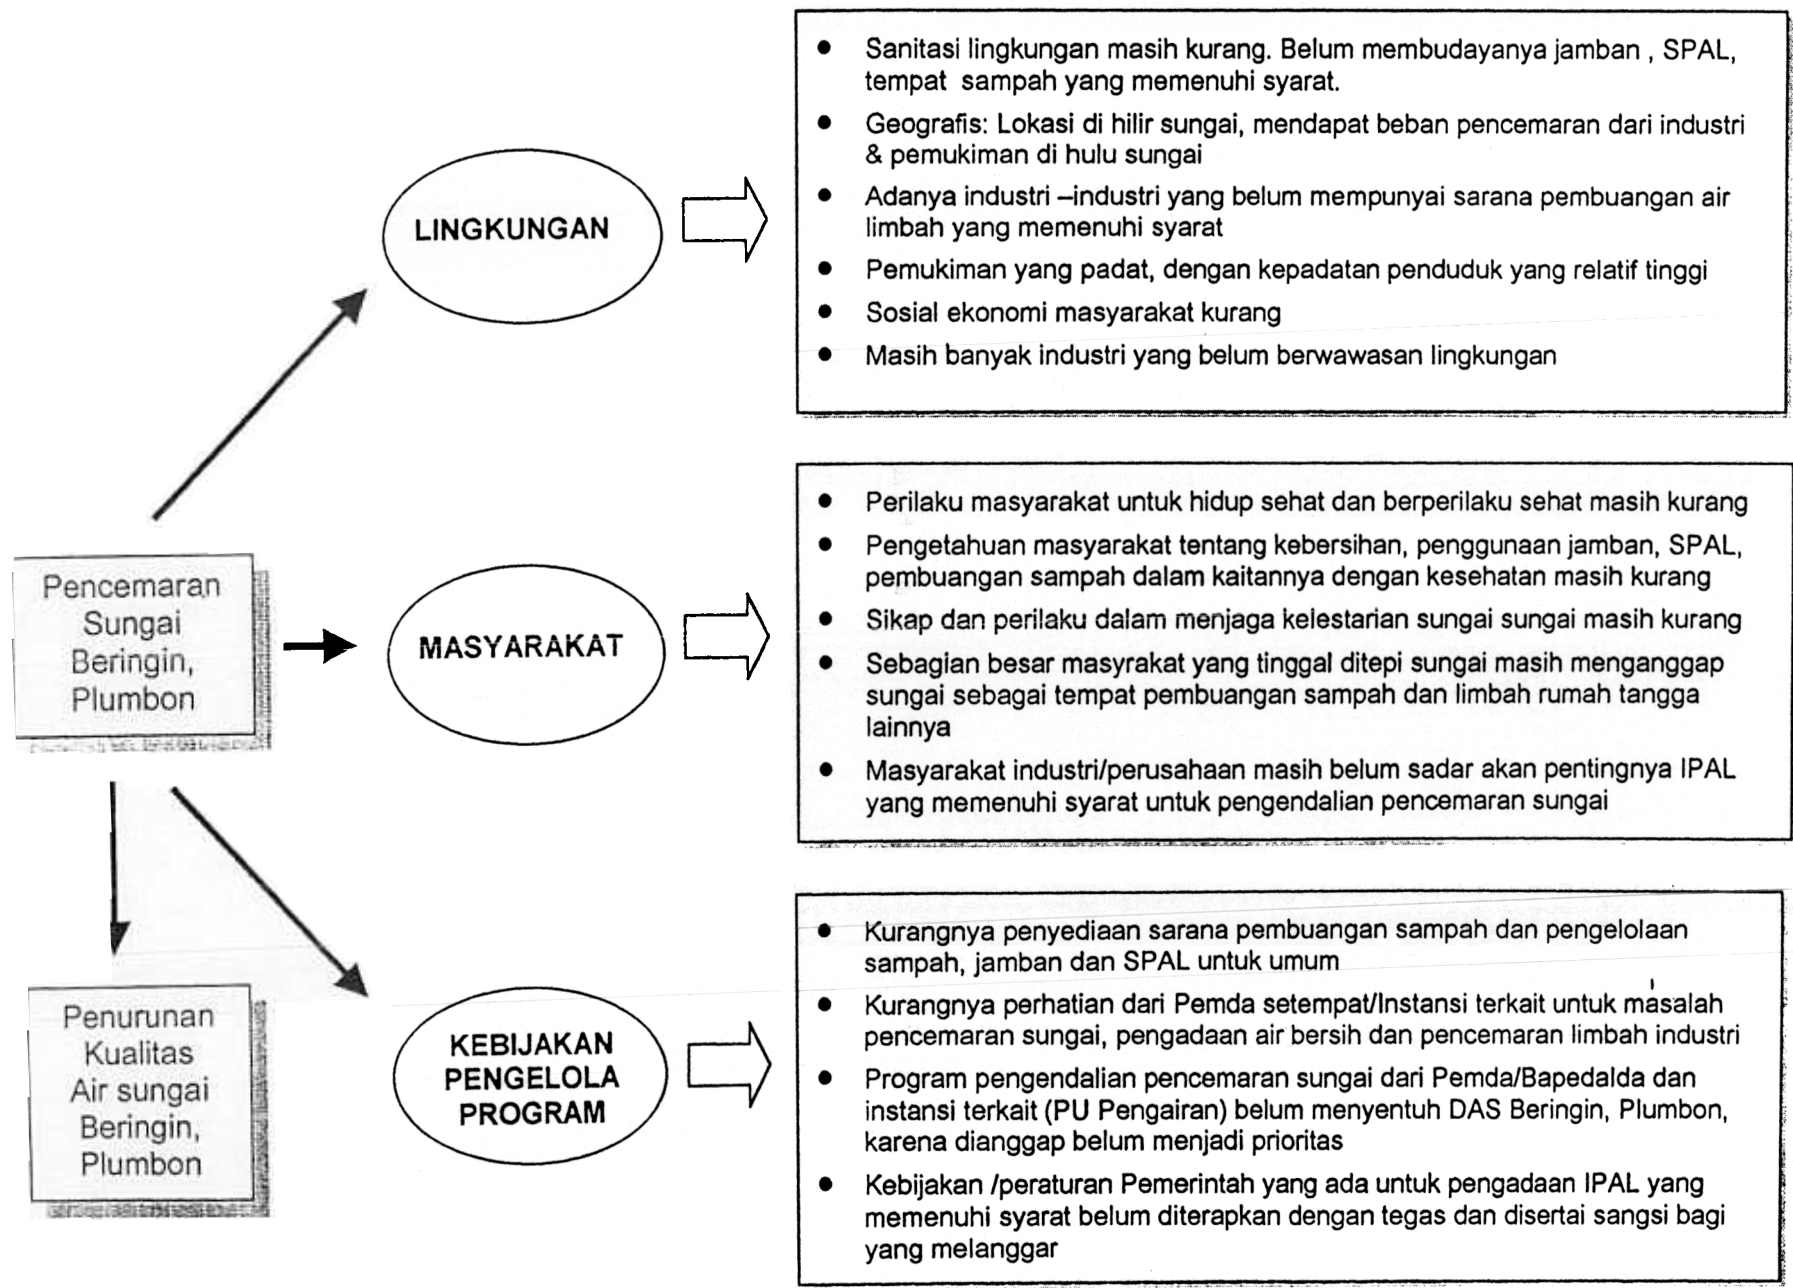 Sanitasi lingkungan masih kurang. Belum membudayanya jamban , SPAL,
tempat sampah yang memenuhi syarat.
Geografis: Lokasi di hilir sungai, mendapat beban pencemaran dari industri
& pemukiman di hulu sungai
Adanya industri –industri yang belum mempunyai sarana pembuangan air
limbah yang memenuhi syarat
Pemukiman yang padat, dengan kepadatan penduduk yang relatif tinggi
Sosial ekonomi masyarakat kurang
Masih banyak industri yang belum berwawasan lingkungan
LINGKUNGAN
Perilaku masyarakat untuk hidup sehat dan berperilaku sehat masih kurang
Pengetahuan masyarakat tentang kebersihan, penggunaan jamban, SPAL,
pembuangan sampah dalam kaitannya dengan kesehatan masih kurang
Sikap dan perilaku dalam menjaga kelestarian sungai sungai masih kurang
Sebagian besar masyrakat yang tinggal ditepi sungai masih menganggap
sungai sebagai tempat pembuangan sampah dan limbah rumah tangga
lainnya
Masyarakat industri/perusahaan masih belum sadar akan pentingnya IPAL
yang memenuhi syarat untuk pengendalian pencemaran sungai
MASYARAKAT
Pencemaran
Sungai
Beringin,
Plumbon
Kurangnya penyediaan sarana pembuangan sampah dan pengelolaan
sampah, jamban dan SPAL untuk umum
Kurangnya perhatian dari Pemda setempat/Instansi terkait untuk masalah
pencemaran sungai, pengadaan air bersih dan pencemaran limbah industri
Program pengendalian pencemaran sungai dari Pemda/Bapedalda dan
instansi terkait (PU Pengairan) belum menyentuh DAS Beringin, Plumbon,
karena dianggap belum menjadi prioritas
Kebijakan /peraturan Pemerintah yang ada untuk pengadaan IPAL yang
memenuhi syarat belum diterapkan dengan tegas dan disertai sangsi bagi
yang melanggar
KEBIJAKAN
PENGELOLA
PROGRAM
Penurunan
Kualitas
Air sungai
Beringin,
Plumbon